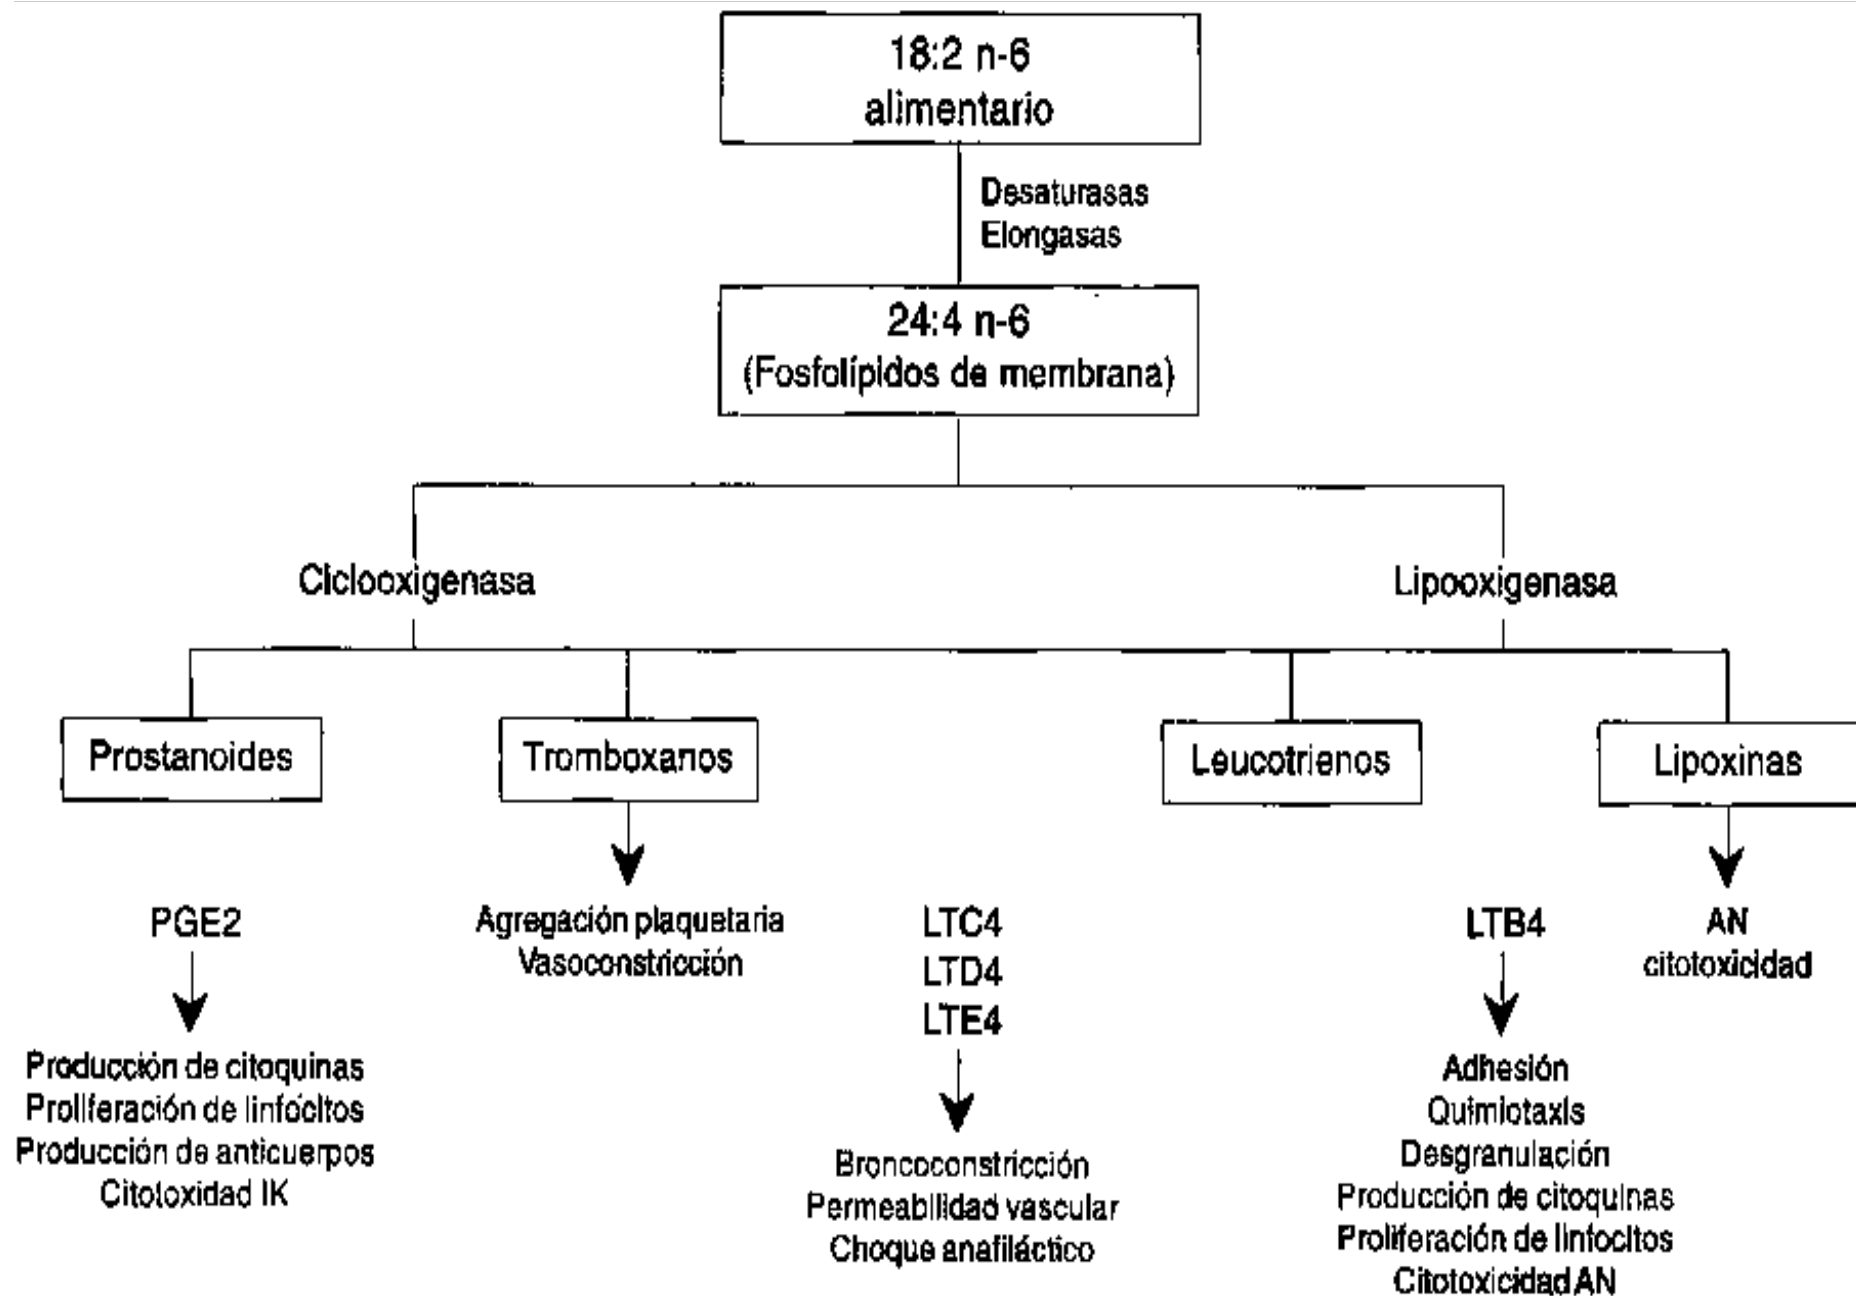 18:2 n-6
alimentario
Desaturasas
Elongasas
24:4 n-6
(Fosfolípidos de membrana)
Ciclooxigenasa
Lipooxigenasa
Prostanoides
Tromboxanos
Leucotrienos
Lipoxinas
PGE2
Producción de citoquinas
Proliferación de linfocitos
Producción de anticuerpos
Citoloxidad IK
Agregación plaquetaria
Vasoconstricción
LTC4
LTD4
LTE4
Broncoconstricción
Permeabilidad vascular
Choque anafiláctico
LTB4
Adhesión
Quimiotaxis
Desgranulación
Producción de citoquinas
Proliferación de linfocitos
Citotoxicidad AN
AN
citotoxicidad